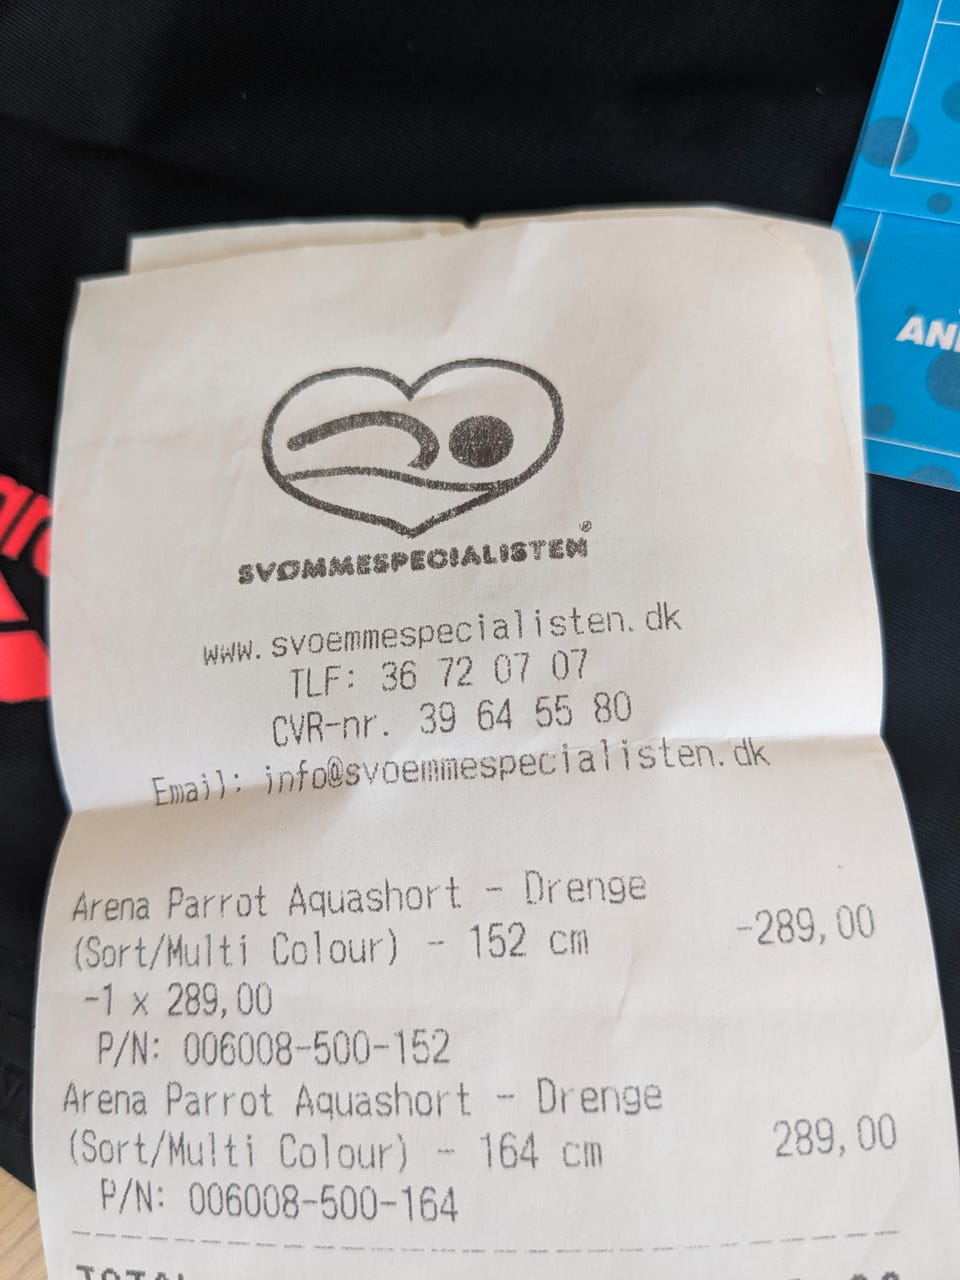 SVØMMESPECIALISTEN®
www.svoemmespecialisten.dk
TLF: 36 72 07 07
CVR-nr. 39 64 55 80
Email: info@svoemmespecialisten.dk
Arena Parrot Aquashort - Drenge
(Sort/Multi Colour) - 152 cm -289,00
-1 x 289,00
P/N: 006008-500-152
Arena Parrot Aquashort - Drenge
(Sort/Multi Colour) - 164 cm 289,00
P/N: 006008-500-164
TOTAL